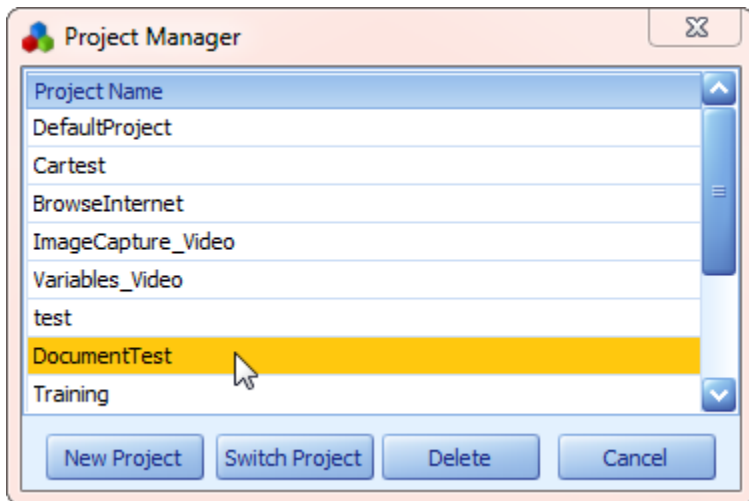 Project Manager
Project Name
DefaultProject
Cartest
BrowseInternet
ImageCapture_Video
Variables_Video
test
DocumentTest
Training
New Project Switch Project Delete Cancel